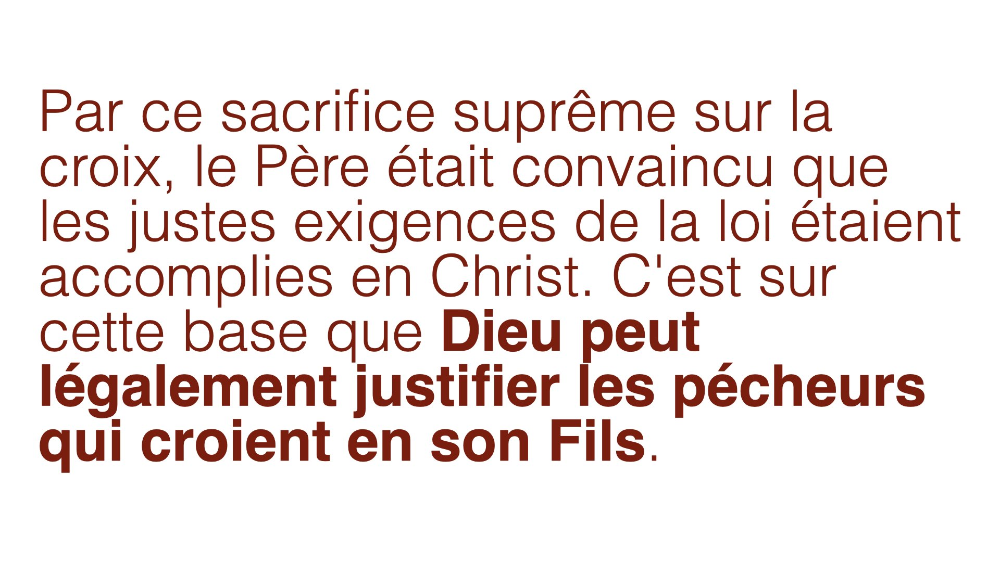 Par ce sacrifice suprême sur la
croix, le Père était convaincu que
les justes exigences de la loi étaient
accomplies en Christ. C'est sur
cette base que Dieu peut
légalement justifier les pécheurs
qui croient en son Fils.